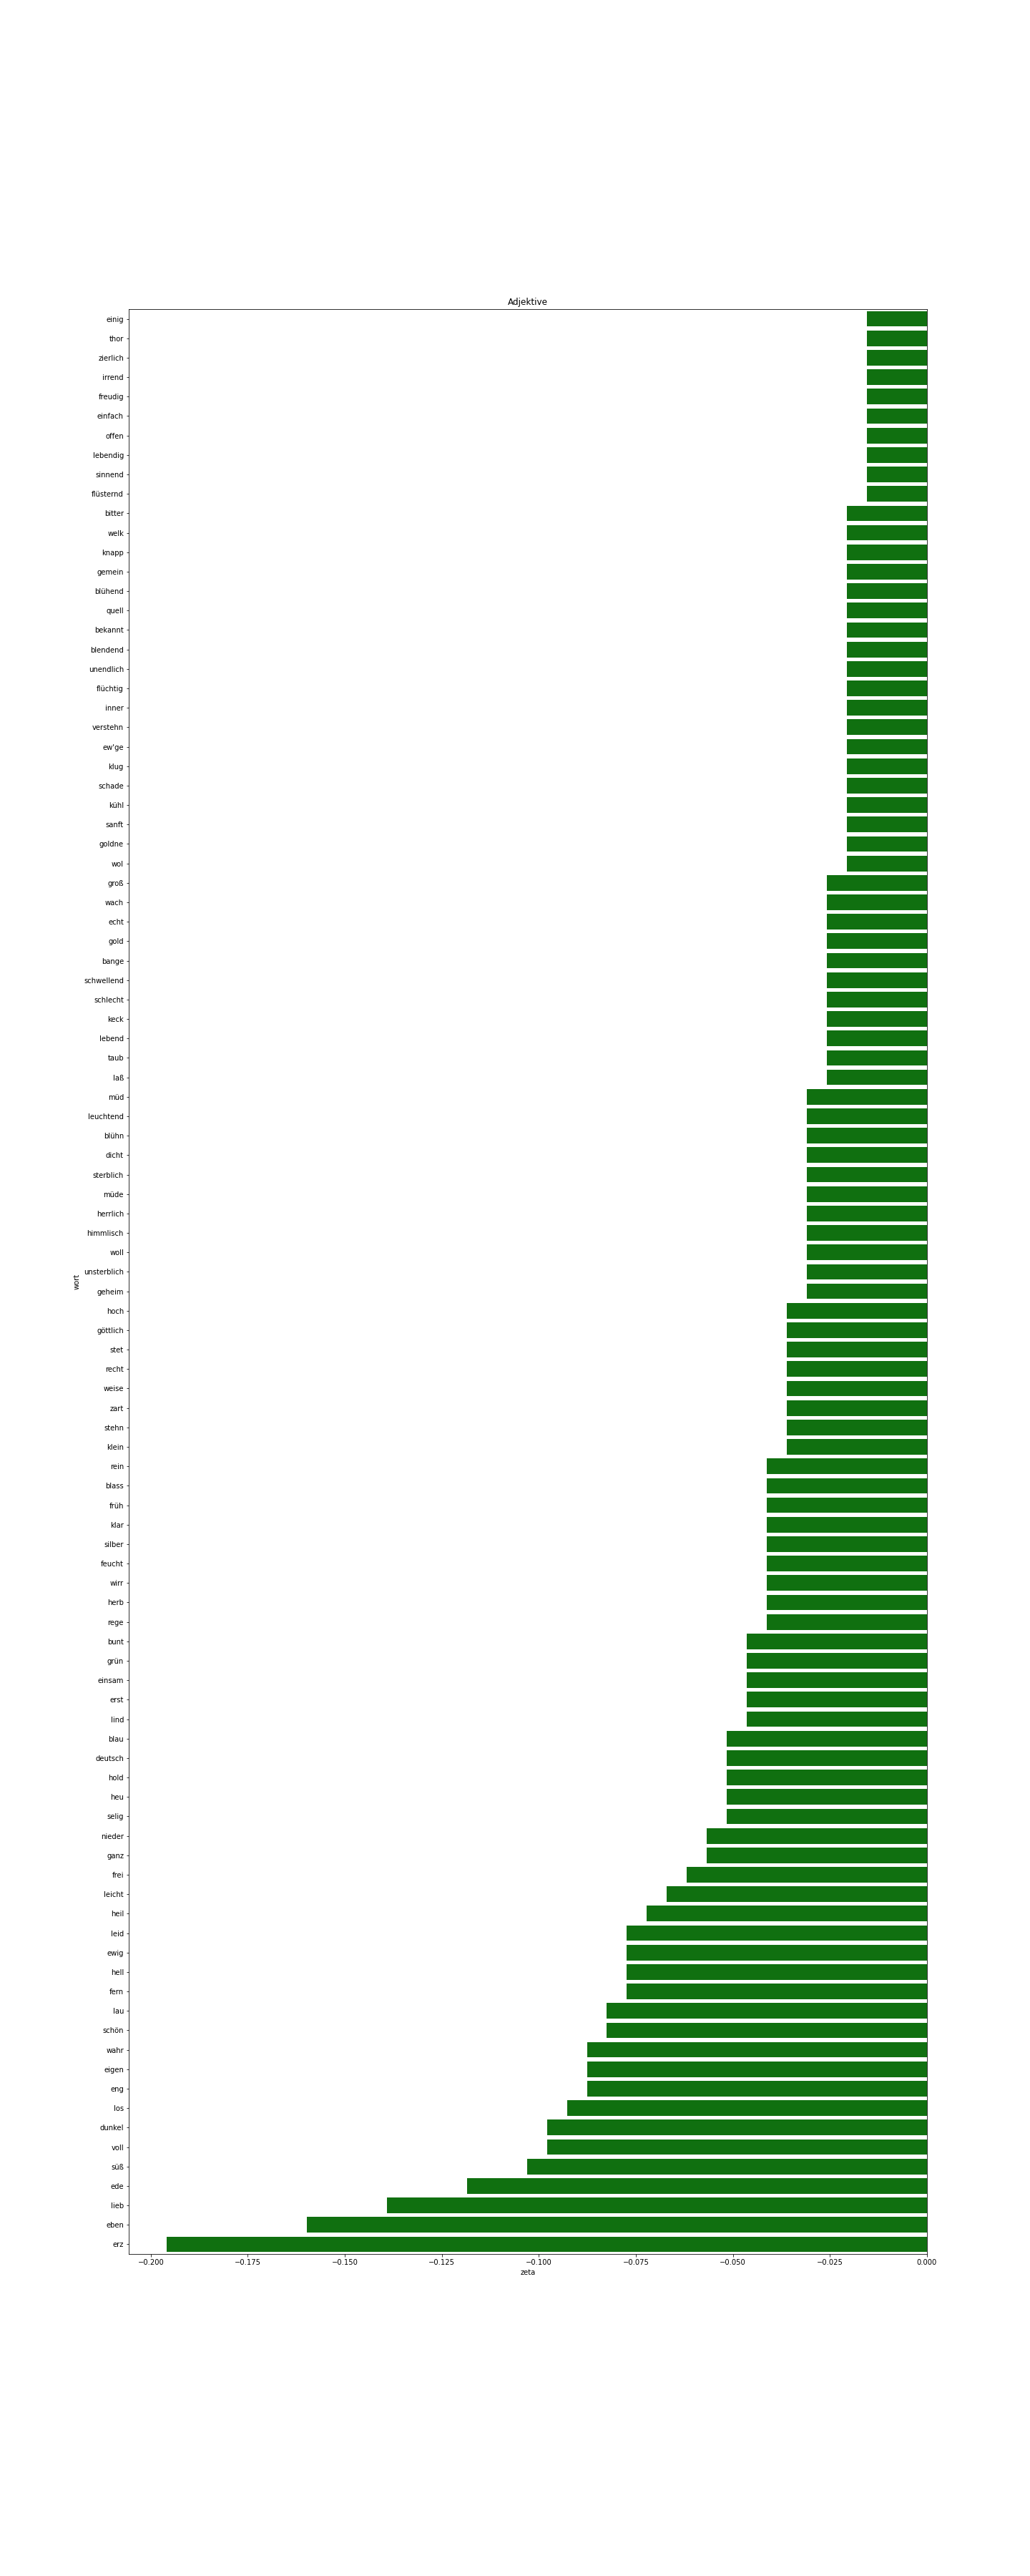 Adjektive
einig
thor
zierlich
irrend
freudig
einfach
offen
lebendig
sinnend
flüsternd
bitter
welk
knapp
gemein
blühend
quell
bekannt
blendend
unendlich
flüchtig
inner
verstehn
ew'ge
klug
schade
kühl
sanft
goldne
wol
groß
wach
echt
gold
bange
schwellend
schlecht
keck
lebend
taub
laß
müd
leuchtend
blühn
dicht
sterblich
müde
herrlich
himmlisch
woll
unsterblich
geheim
hoch
göttlich
stet
recht
weise
zart
stehn
klein
rein
blass
früh
klar
silber
feucht
wirr
herb
rege
bunt
grün
einsam
erst
lind
blau
deutsch
hold
heu
selig
nieder
ganz
frei
leicht
heil
leid
ewig
hell
fern
lau
schön
wahr
eigen
eng
los
dunkel
voll
süß
ede
lieb
eben
erz
wort
−0.200 −0.175 −0.150 −0.125 −0.100 −0.075 −0.050 −0.025 0.000
zeta